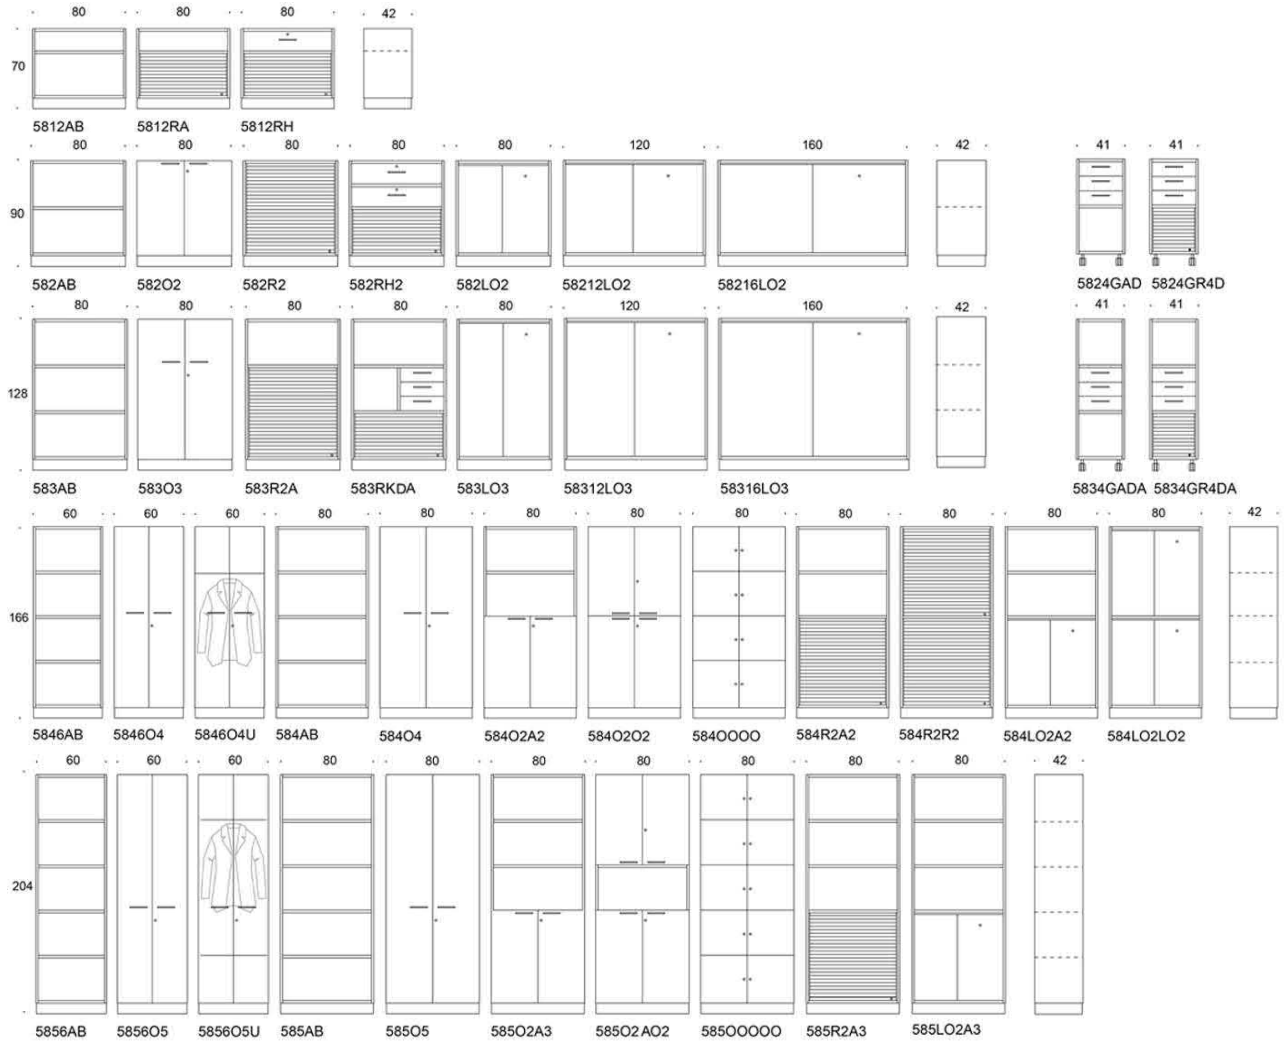 80 80 80 42
70
5812AB 5812RA 5812RH
80 80 80 80 80 120 160 42 41 41
90
582AB 582O2 582R2 582RH2 582LO2 58212LO2 58216LO2 5824GAD 5824GR4D
80 80 80 80 80 120 160 42 41 41
128
583AB 583O3 583R2A 583RKDA 583LO3 58312LO3 58316LO3 5834GADA 5834GR4DA
60 60 60 80 80 80 80 80 80 80 80 80 42
166
5846AB 5846O4 5846O4U 584AB 584O4 584O2A2 584O2O2 584OOOO 584R2A2 584R2R2 584LO2A2 584LO2LO2
60 60 60 80 80 80 80 80 80 80 42
204
5856AB 5856O5 5856O5U 585AB 585O5 585O2A3 585O2AO2 585OOOOO 585R2A3 585LO2A3